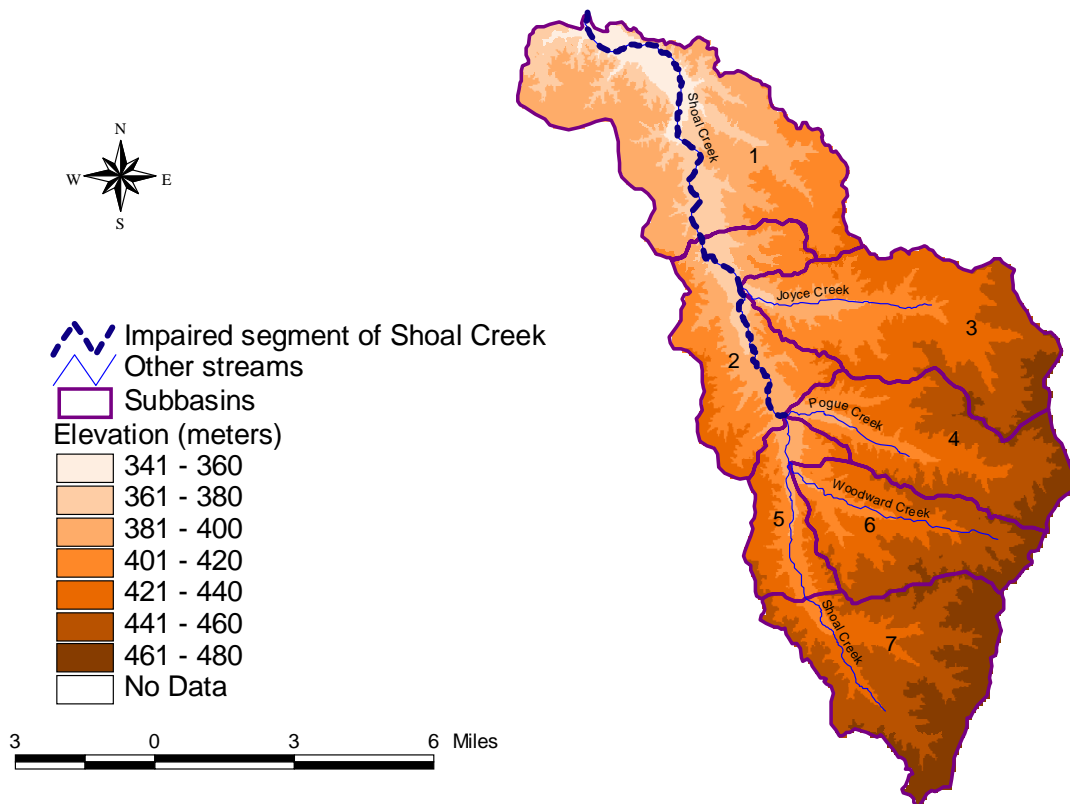 N
W E
S
Impaired segment of Shoal Creek
Other streams
Subbasins
Elevation (meters)
341 - 360
361 - 380
381 - 400
401 - 420
421 - 440
441 - 460
461 - 480
No Data
3 0 3 6 Miles
Shoal Creek
1
Joyce Creek
3
2
Pogue Creek
4
Woodward Creek
5
6
Shoal Creek
7